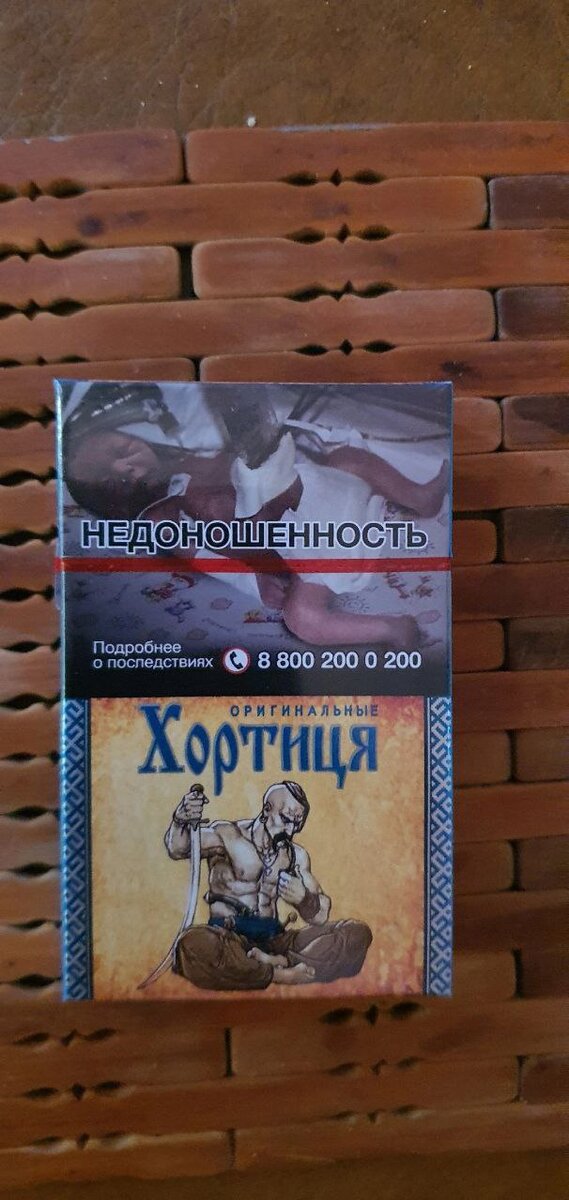 НЕДОНОШЕННОСТЬ
Подробнее
о последствиях 8 800 200 0 200
ОРИГИНАЛЬНЫЕ
Хортиця